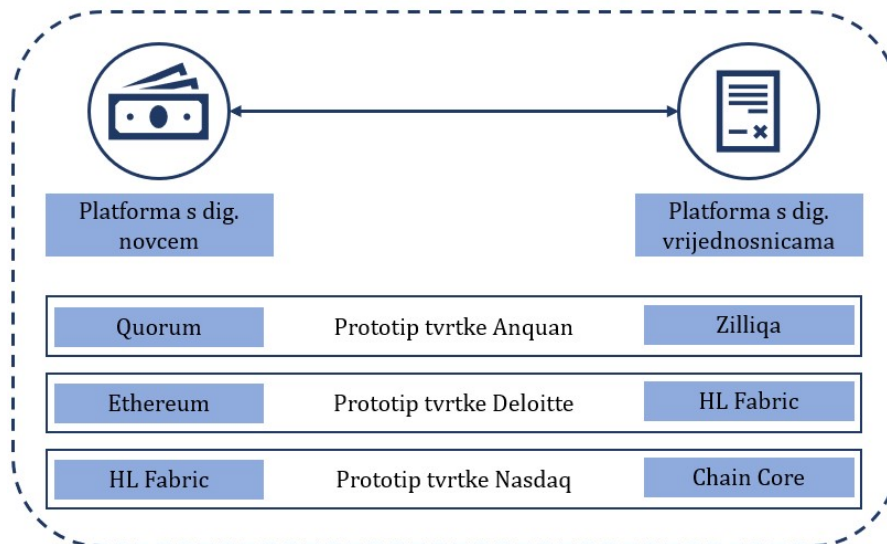 Platforma s dig.
novcem
Platforma s dig.
vrijednosnicama
Quorum
Prototip tvrtke Anquan
Zilliqa
Ethereum
Prototip tvrtke Deloitte
HL Fabric
HL Fabric
Prototip tvrtke Nasdaq
Chain Core